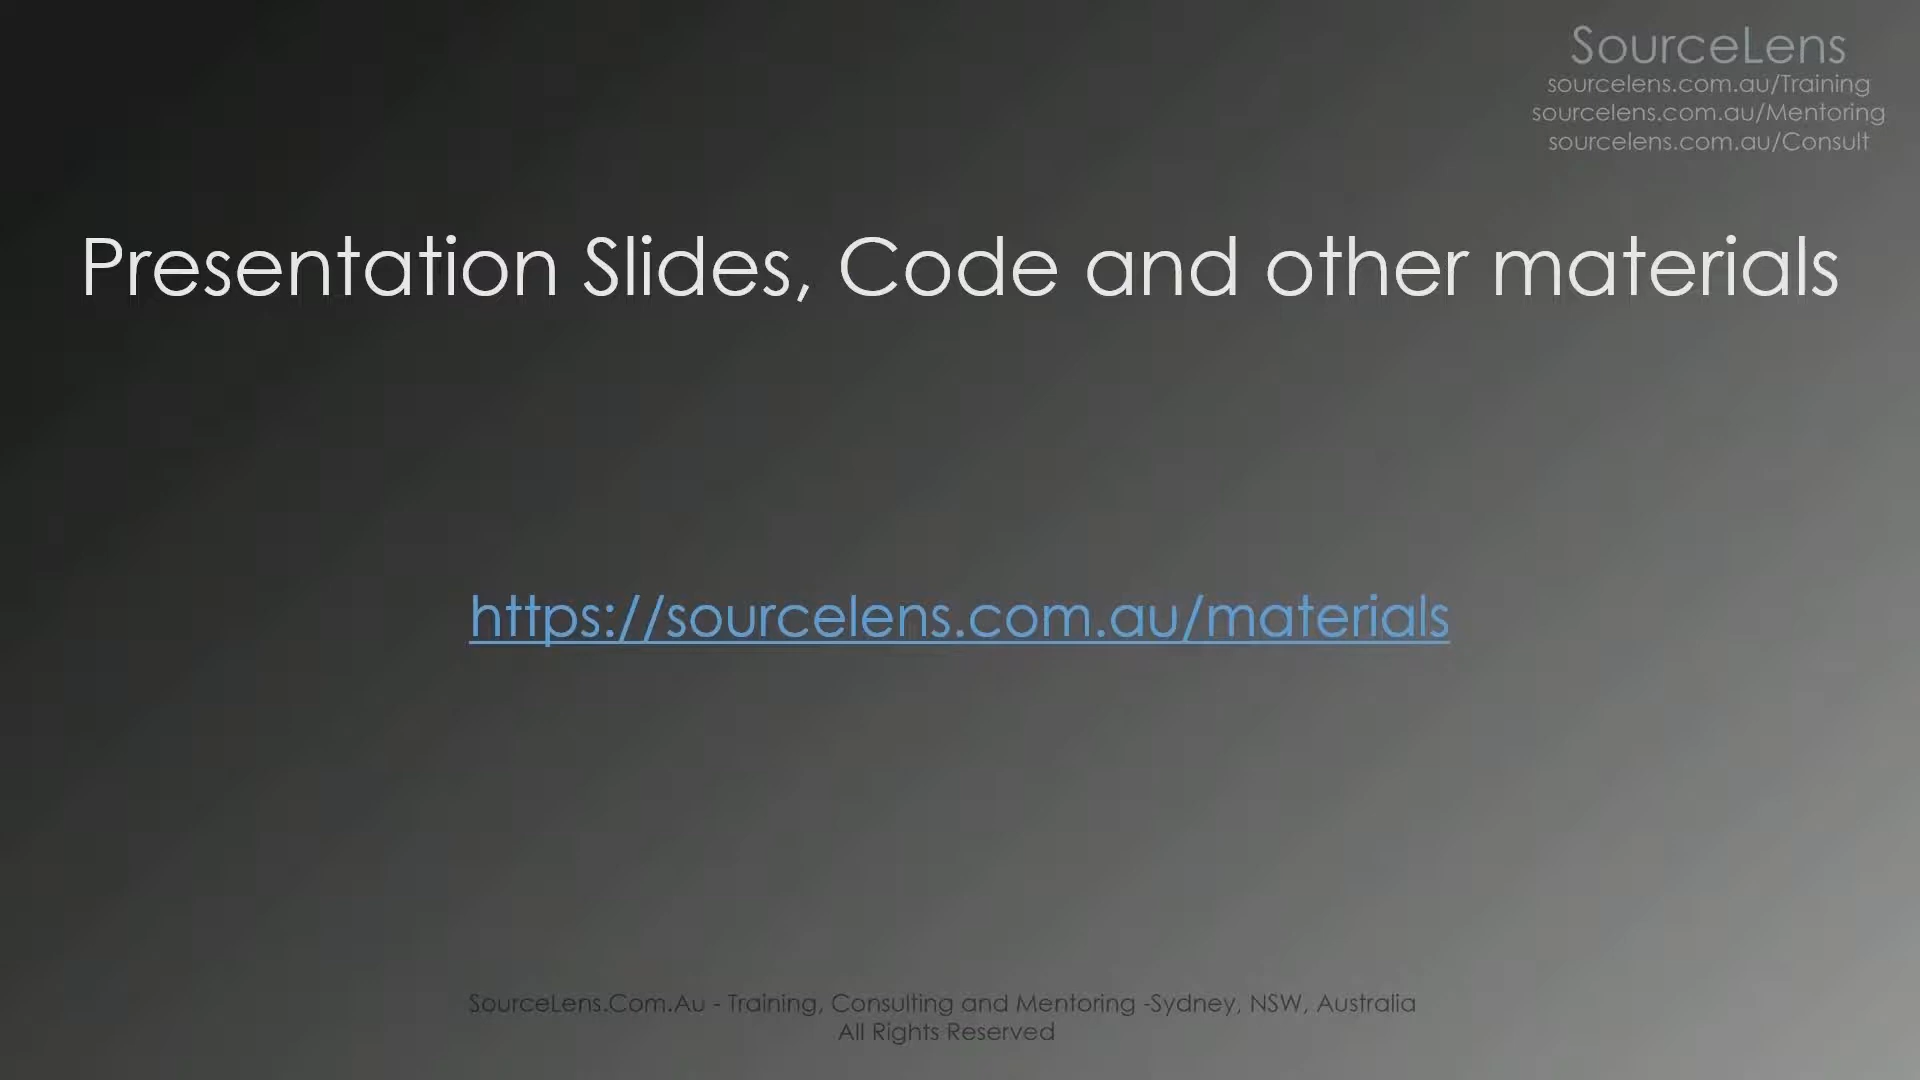 SourceLens
sourcelens.com.au/Training
sourcelens.com.au/Mentoring
sourcelens.com.au/Consult
Presentation Slides, Code and other materials
https://sourcelens.com.au/materials
SourceLens.Com.Au - Training, Consulting and Mentoring -Sydney, NSW, Australia
All Rights Reserved